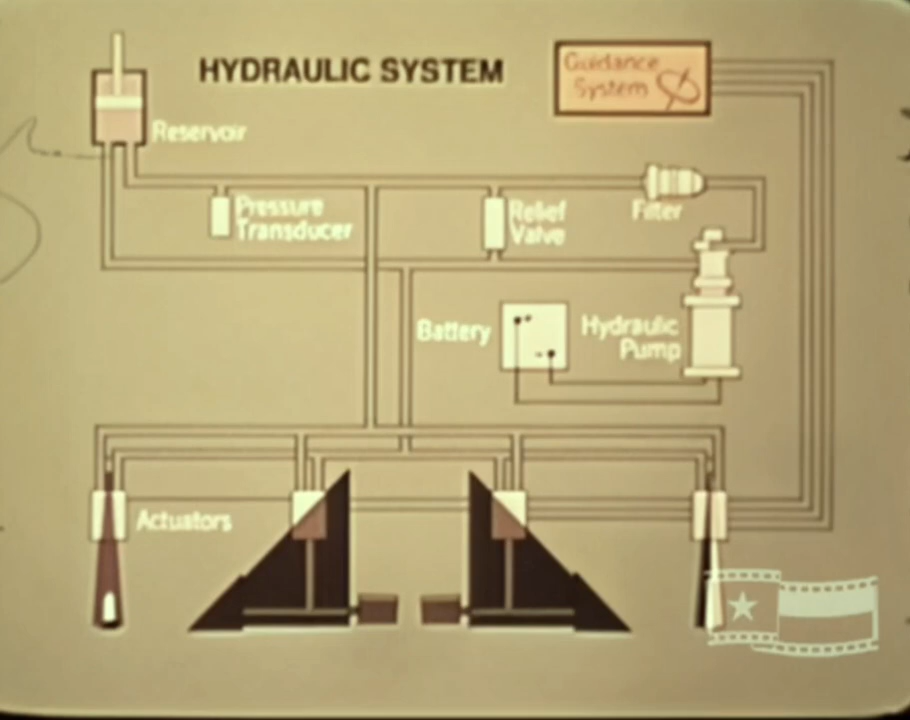 HYDRAULIC SYSTEM
Guidance
System
Reservoir
Pressure
Transducer
Relief
Valve
Filter
Battery
Hydraulic
Pump
Actuators